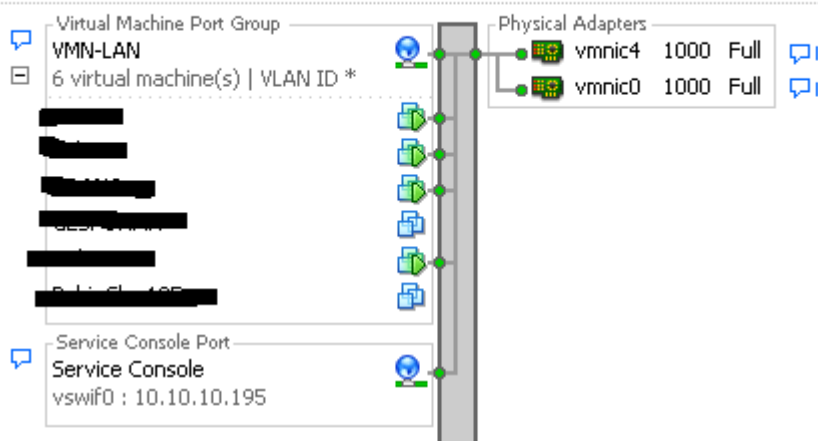 Virtual Machine Port Group
VMN-LAN
6 virtual machine(s) | VLAN ID *
Physical Adapters
vmnic4 1000 Full
vmnic0 1000 Full
Service Console Port
Service Console
vswif0 : 10.10.10.195